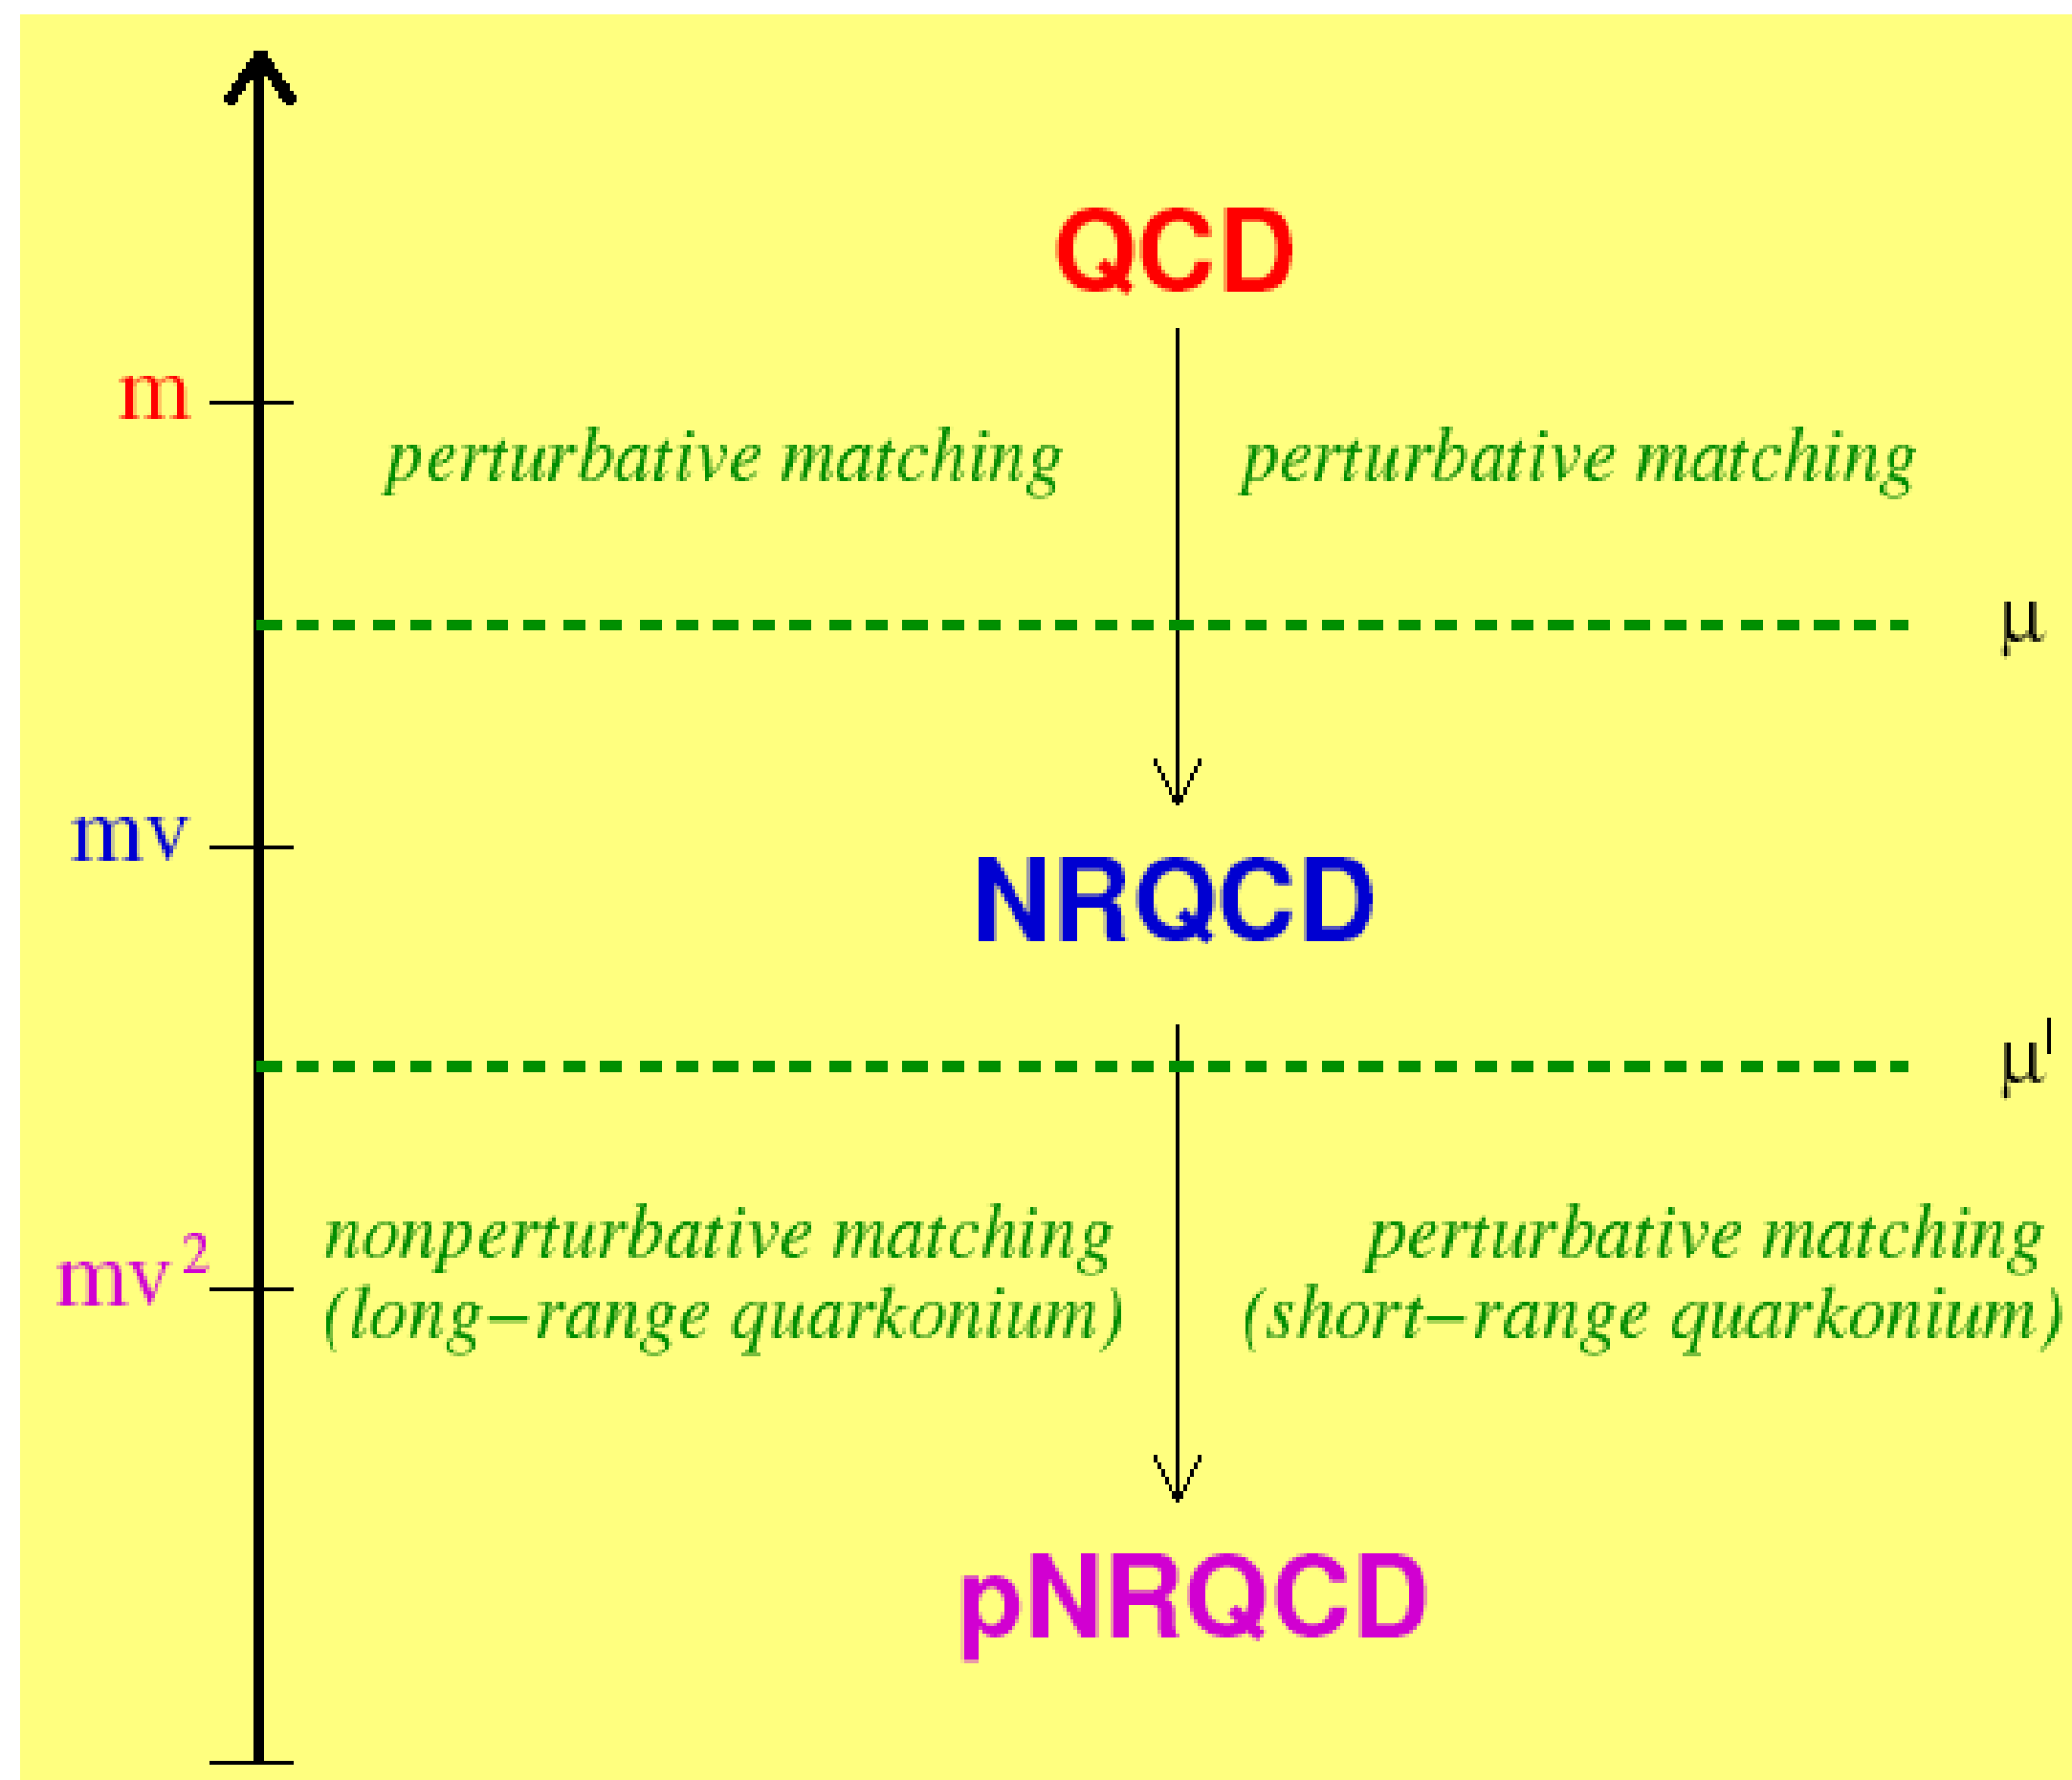 QCD
m
perturbative matching perturbative matching
μ
mv
NRQCD
μ'
nonperturbative matching perturbative matching
mv²
(long−range quarkonium) (short−range quarkonium)
pNRQCD